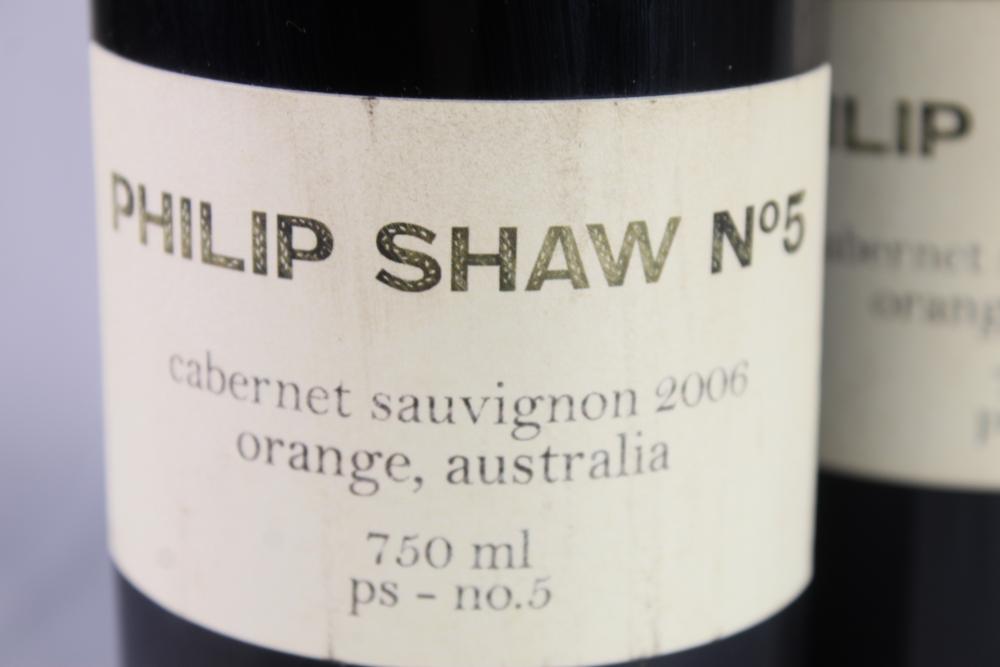 PHILIP SHAW Nº5
cabernet sauvignon 2006
orange, australia
750 ml
ps - no.5